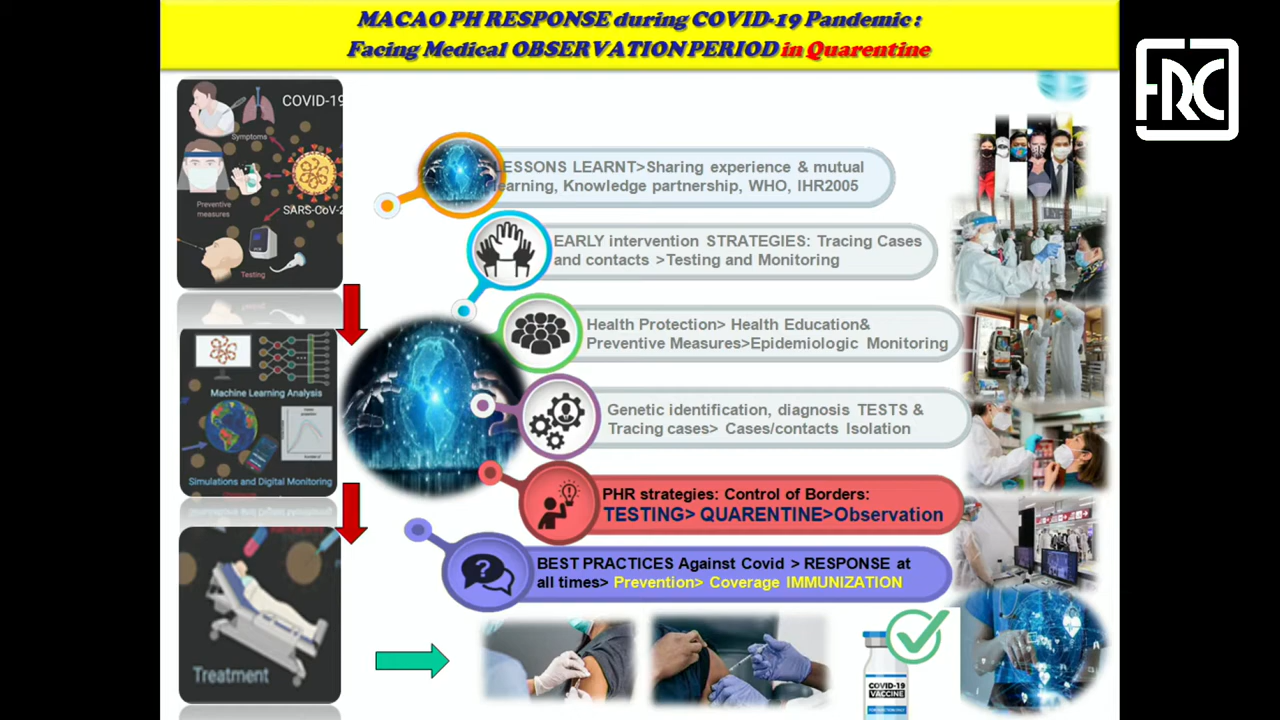 MACAO PH RESPONSE during COVID-19 Pandemic :
Facing Medical OBSERVATION PERIOD in Quarentine
FRC
COVID-19
Symptoms
Preventive
measures
SARS-CoV-2
Testing
Machine Learning Analysis
Simulations and Digital Monitoring
Treatment
LESSONS LEARNT>Sharing experience & mutual
learning, Knowledge partnership, WHO, IHR2005
EARLY intervention STRATEGIES: Tracing Cases
and contacts >Testing and Monitoring
Health Protection> Health Education&
Preventive Measures>Epidemiologic Monitoring
Genetic identification, diagnosis TESTS &
Tracing cases> Cases/contacts Isolation
PHR strategies: Control of Borders:
TESTING> QUARENTINE>Observation
BEST PRACTICES Against Covid > RESPONSE at
all times> Prevention> Coverage IMMUNIZATION
COVID-19
VACCINE